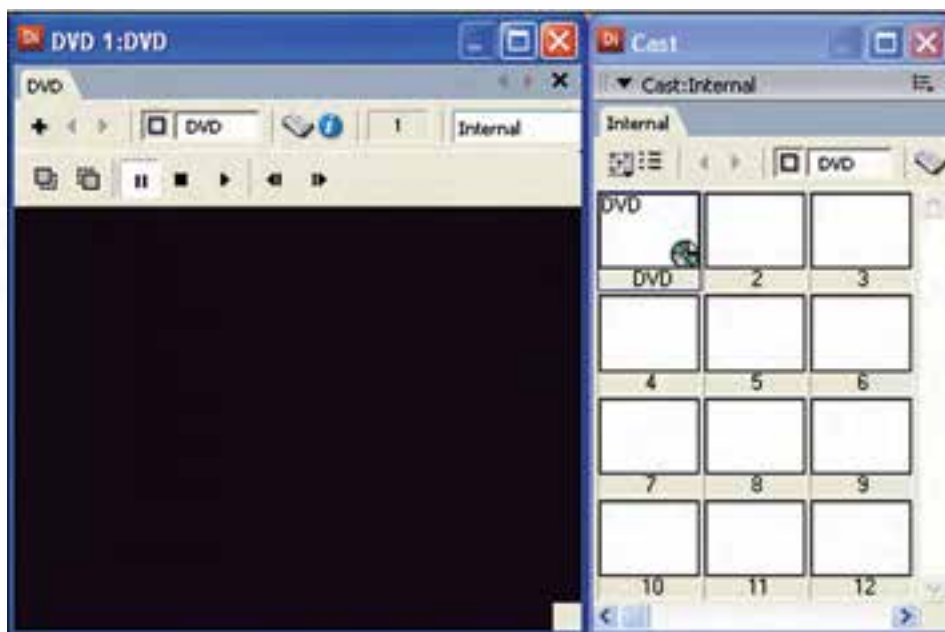 DVD 1:DVD
DVD
DVD
1
Internal
Di Cast
Cast:Internal
Internal
DVD
DVD
DVD 2 3
4 5 6
7 8 9
10 11 12